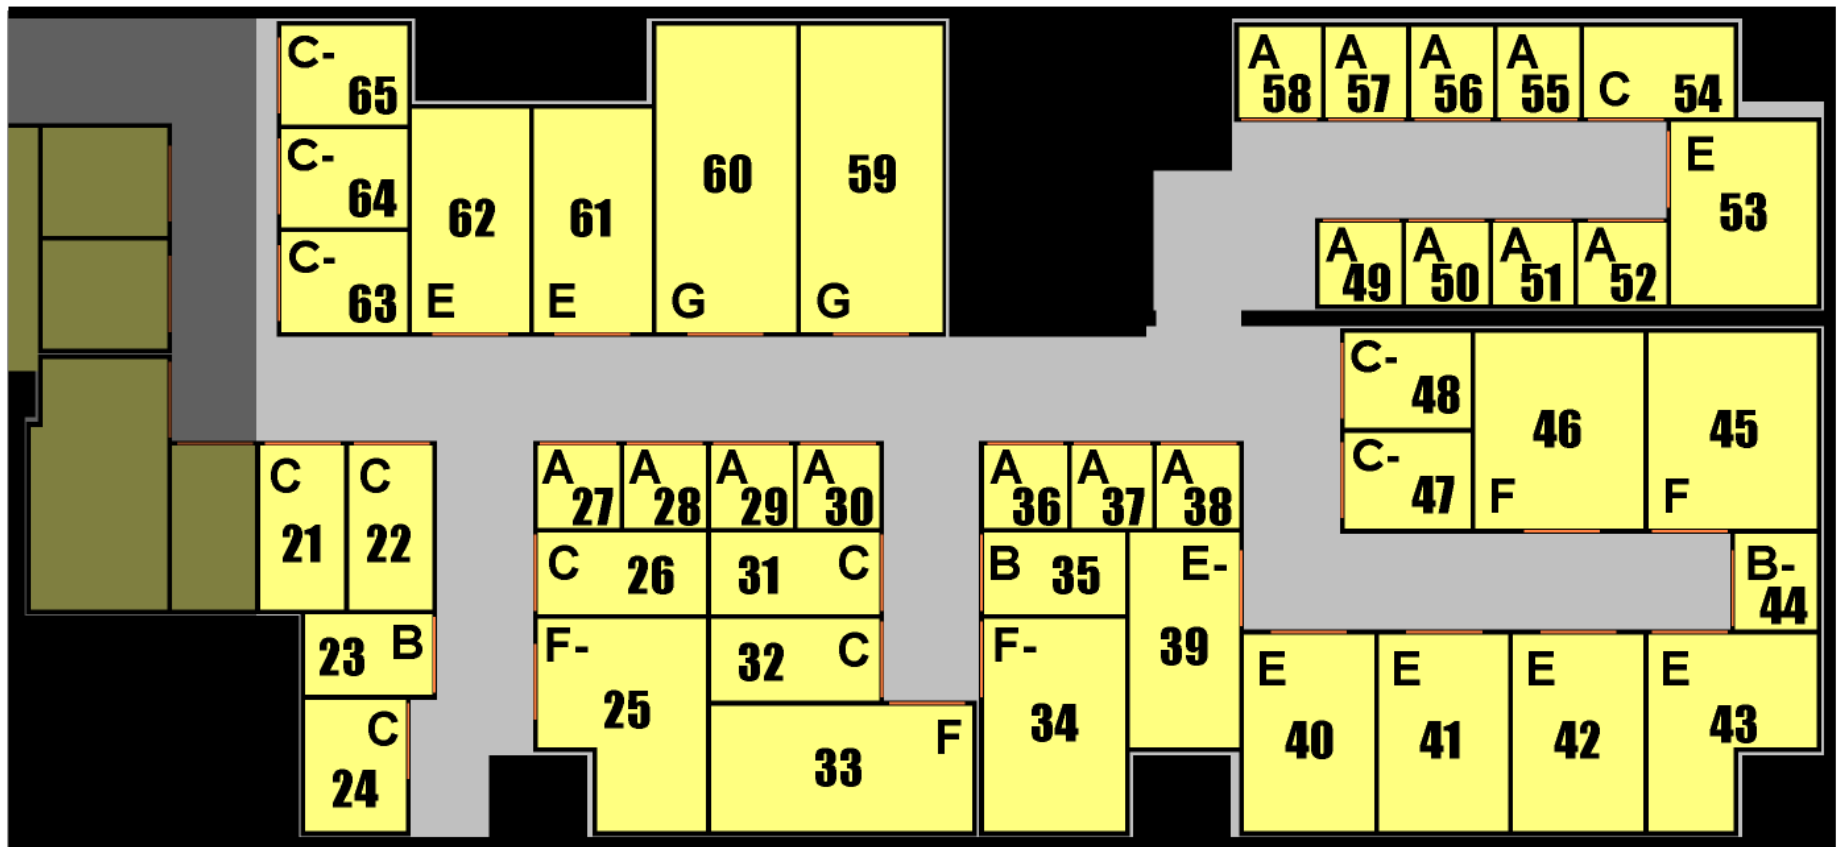 C-
65
C-
64
C-
63
62
E
61
E
60
G
59
G
A
58
A
57
A
56
A
55
C 54
E
53
A
49
A
50
A
51
A
52
C-
48
C-
47
46
F
45
F
B-
44
C
21
C
22
23 B
C
24
A
27
A
28
A
29
A
30
C 26
31 C
F-
25
32 C
F
33
A
36
A
37
A
38
B 35
E-
39
F-
34
E
40
E
41
E
42
E
43